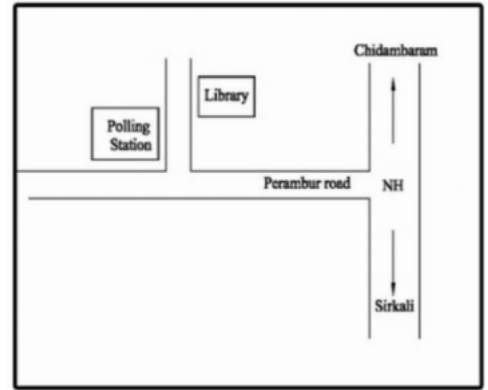 Chidambaram
Library
Polling
Station
Perambur road
NH
Sirkali